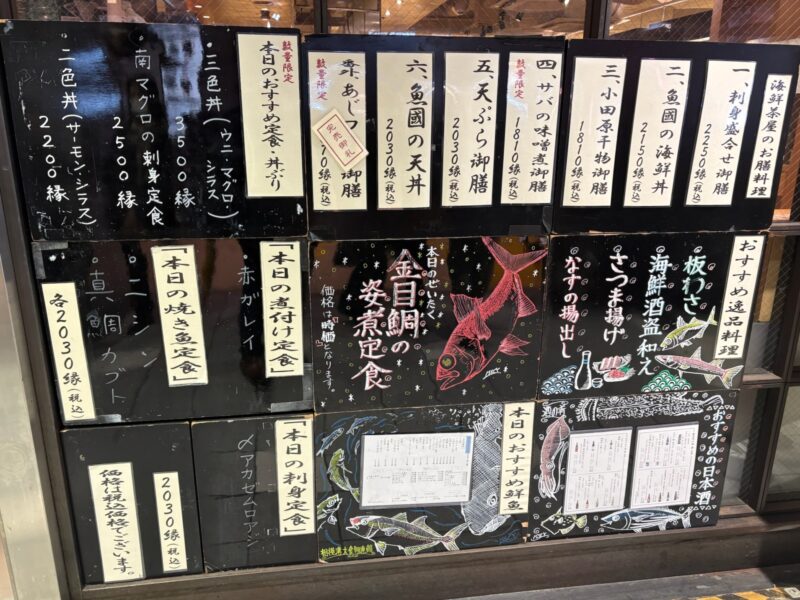 海鮮茶屋のお膳料理
一、刺身盛合せ御膳
2250縁(税込)
二、魚國の海鮮丼
2150縁(税込)
三、小田原干物御膳
1810縁(税込)
数量限定
四、サバの味噌煮御膳
1810縁(税込)
五、天ぷら御膳
2030縁(税込)
六、魚國の天丼
2030縁(税込)
数量限定
あじ
御膳
縁(税込)
完売御礼
数量限定
本日のおすすめ定食・丼ぶり
・三色丼(ウニ・マグロ・シラス)
3500縁
・南マグロの刺身定食
2500縁
・二色丼(サーモン・シラス)
2200縁
おすすめ逸品料理
板わさ
海鮮酒盗和え
さつま揚げ
なすの揚出し
本日のぜいたく
金目鯛の
姿煮定食
価格は「時価」となります。
「本日の煮付け定食」
・赤ガレイ
「本日の焼き魚定食」
・ニシン
・真鯛カブト
各2030縁(税込)
おすすめの日本酒
本日のおすすめ鮮魚
「本日の刺身定食」
〆アカゼムロアジ
2030縁(税込)
価格は税込価格でございます。